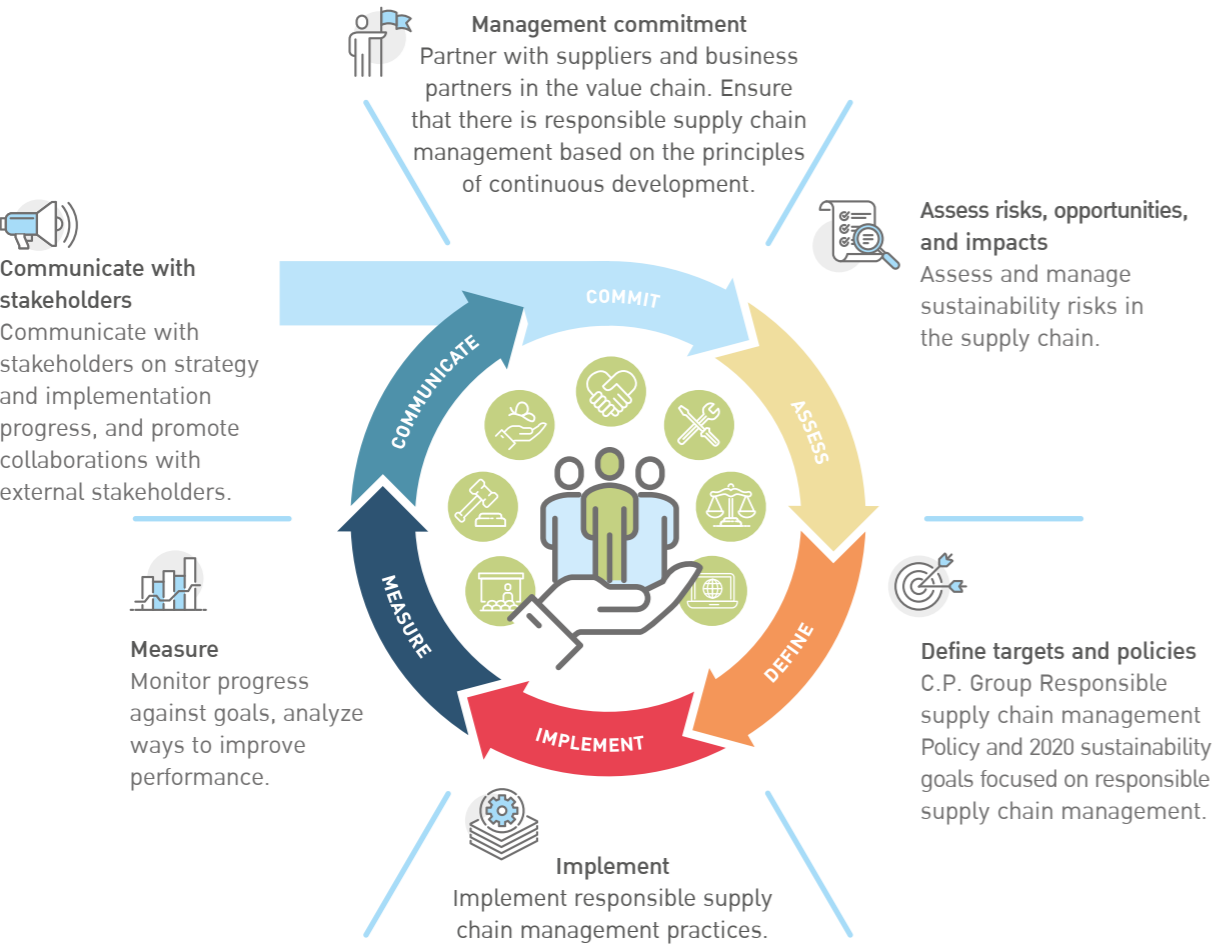 Management commitment
Partner with suppliers and business
partners in the value chain. Ensure
that there is responsible supply chain
management based on the principles
of continuous development.
Assess risks, opportunities,
and impacts
Assess and manage
sustainability risks in
the supply chain.
Define targets and policies
C.P. Group Responsible
supply chain management
Policy and 2020 sustainability
goals focused on responsible
supply chain management.
Implement
Implement responsible supply
chain management practices.
Measure
Monitor progress
against goals, analyze
ways to improve
performance.
Communicate with
stakeholders
Communicate with
stakeholders on strategy
and implementation
progress, and promote
collaborations with
external stakeholders.
COMMIT
ASSESS
DEFINE
IMPLEMENT
MEASURE
COMMUNICATE